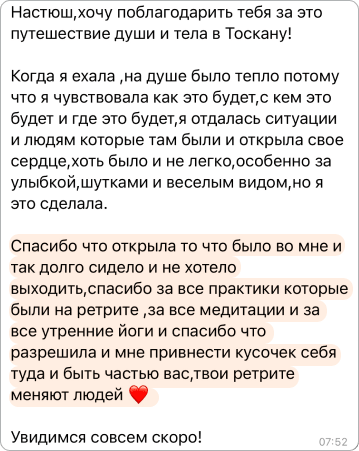 Настюш,хочу поблагодарить тебя за это
путешествие души и тела в Тоскану!
Когда я ехала ,на душе было тепло потому
что я чувствовала как это будет,с кем это
будет и где это будет,я отдалась ситуации
и людям которые там были и открыла свое
сердце,хоть было и не легко,особенно за
улыбкой,шутками и веселым видом,но я
это сделала.
Спасибо что открыла то что было во мне и
так долго сидело и не хотело
выходить,спасибо за все практики которые
были на ретрите ,за все медитации и за
все утренние йоги и спасибо что
разрешила и мне привнести кусочек себя
туда и быть частью вас,твои ретрите
меняют людей ❤️
Увидимся совсем скоро!
07:52